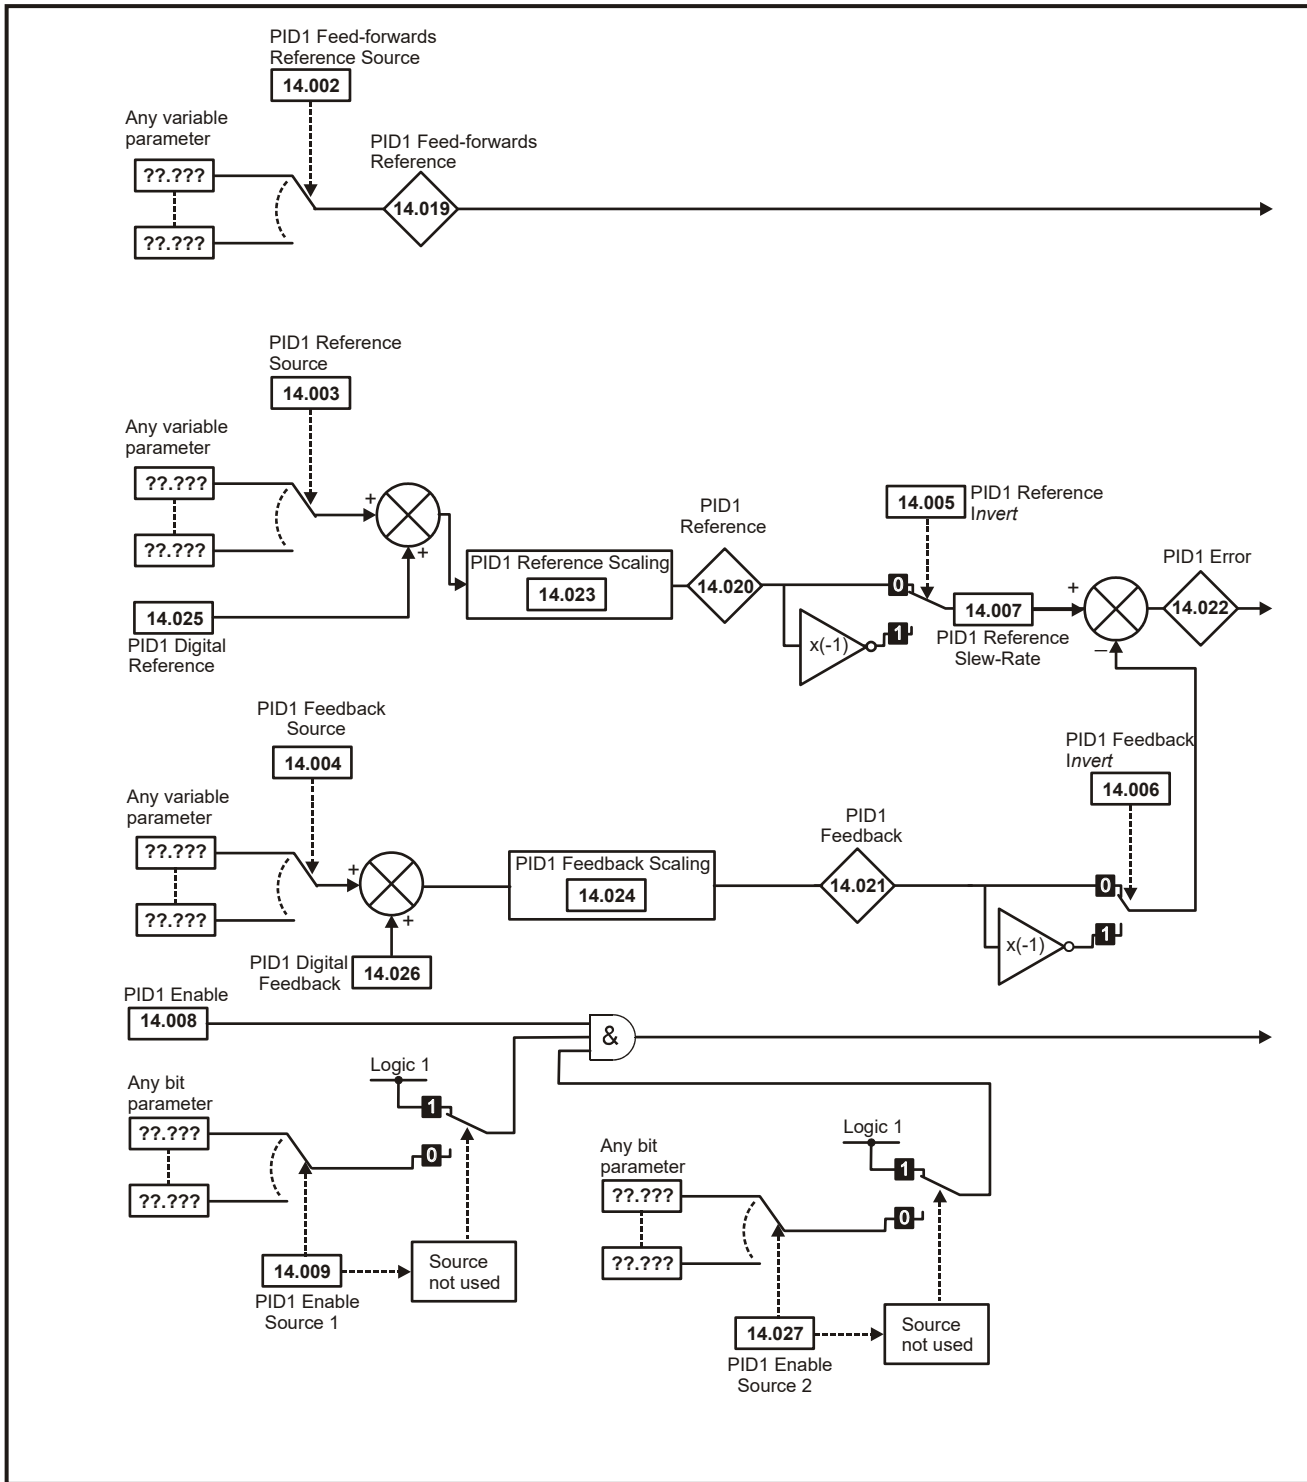 PID1 Feed-forwards
Reference Source
14.002
Any variable
parameter
PID1 Feed-forwards
Reference
??.???
14.019
??.???
PID1 Reference
Source
14.003
Any variable
parameter
??.???
+
??.???
+
14.025
PID1 Digital
Reference
PID1 Reference Scaling
14.023
PID1
Reference
14.020
14.005
PID1 Reference
Invert
0
1
x(-1)
14.007
PID1 Reference
Slew-Rate
+
–
PID1 Error
14.022
PID1 Feedback
Source
14.004
Any variable
parameter
??.???
+
??.???
+
PID1 Digital
Feedback
14.026
PID1 Feedback Scaling
14.024
PID1
Feedback
14.021
PID1 Feedback
Invert
14.006
0
1
x(-1)
PID1 Enable
14.008
&
Any bit
parameter
??.???
??.???
Logic 1
1
0
14.009
PID1 Enable
Source 1
Source
not used
Any bit
parameter
??.???
??.???
Logic 1
1
0
14.027
PID1 Enable
Source 2
Source
not used